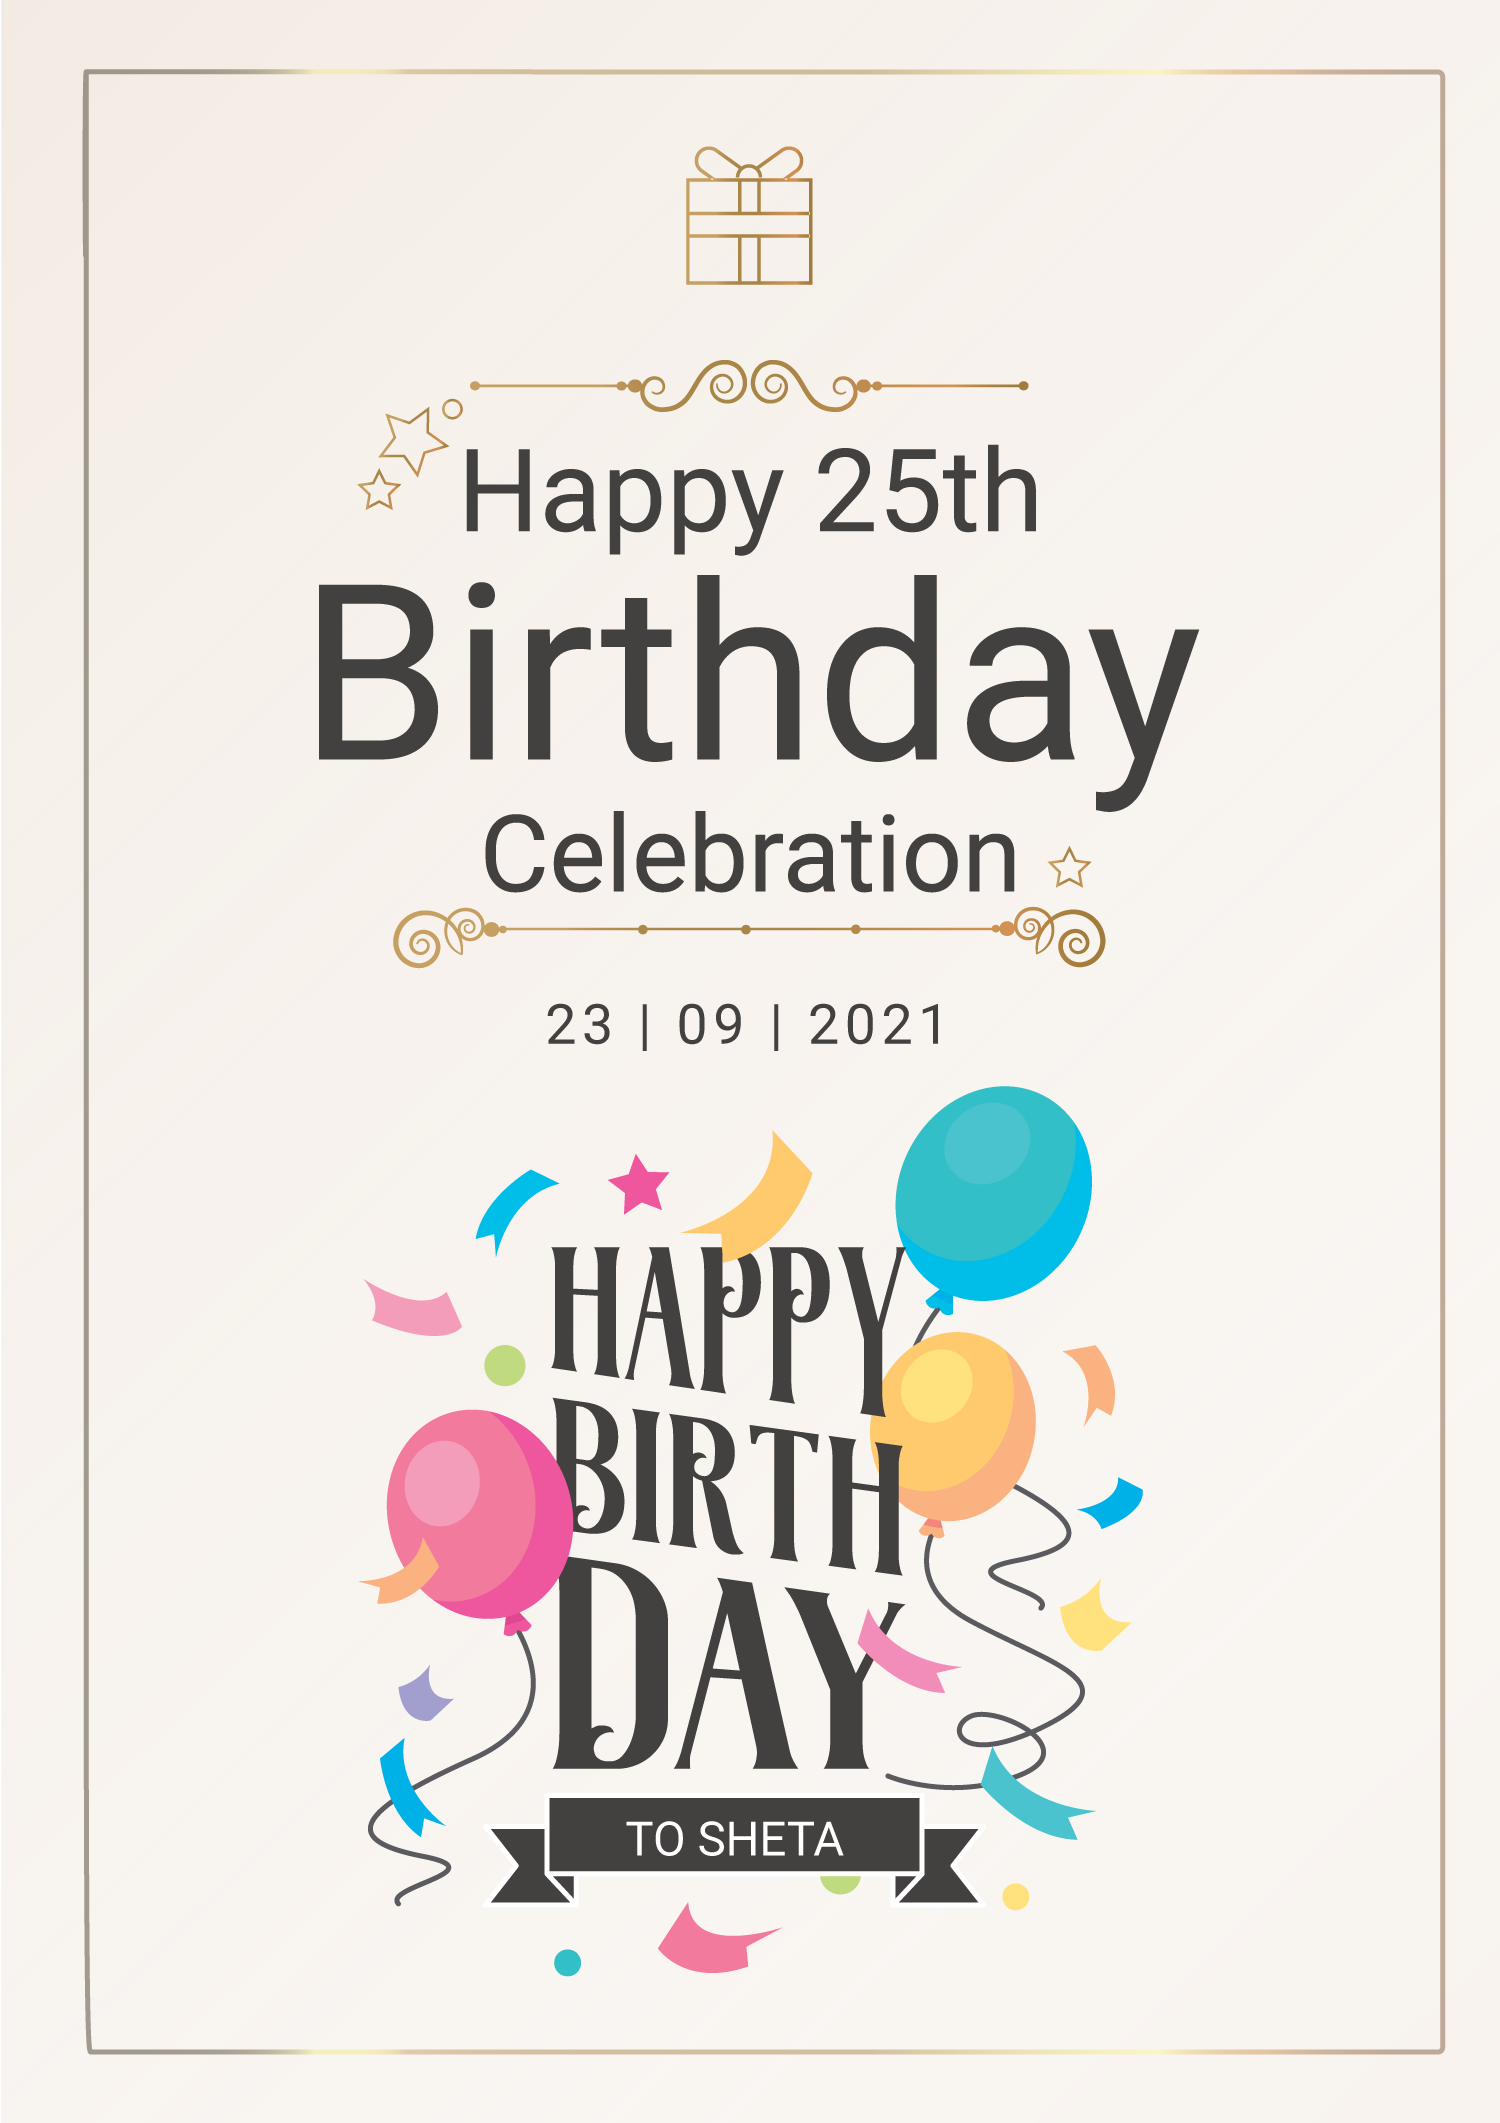 Happy 25th
Birthday
Celebration
23 | 09 | 2021
HAPPY
BIRTH
DAY
TO SHETA